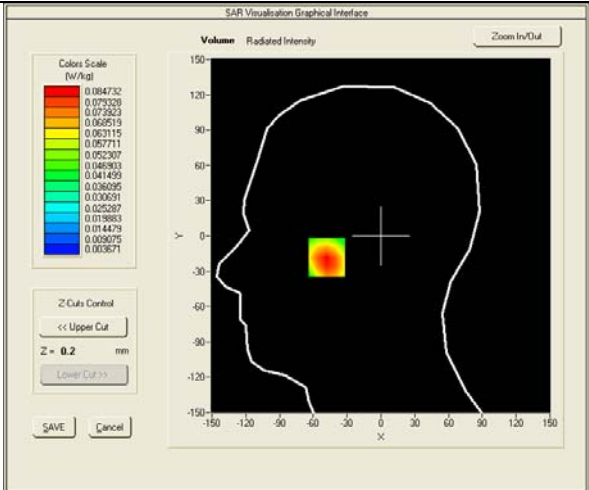 SAR Visualisation Graphical Interface
Volume Radiated Intensity
Zoom In/Out
Colors Scale
(W/kg)
0.084732
0.079328
0.073923
0.068519
0.063115
0.057711
0.052307
0.046903
0.041499
0.036095
0.030691
0.025287
0.019883
0.014479
0.009075
0.003671
Z-Cuts Control
<< Upper Cut
Z = 0.2 mm
Lower Cut >>
SAVE Cancel
150
120
90
60
30
0
-30
-60
-90
-120
-150
Y
-150 -120 -90 -60 -30 0 30 60 90 120 150
X